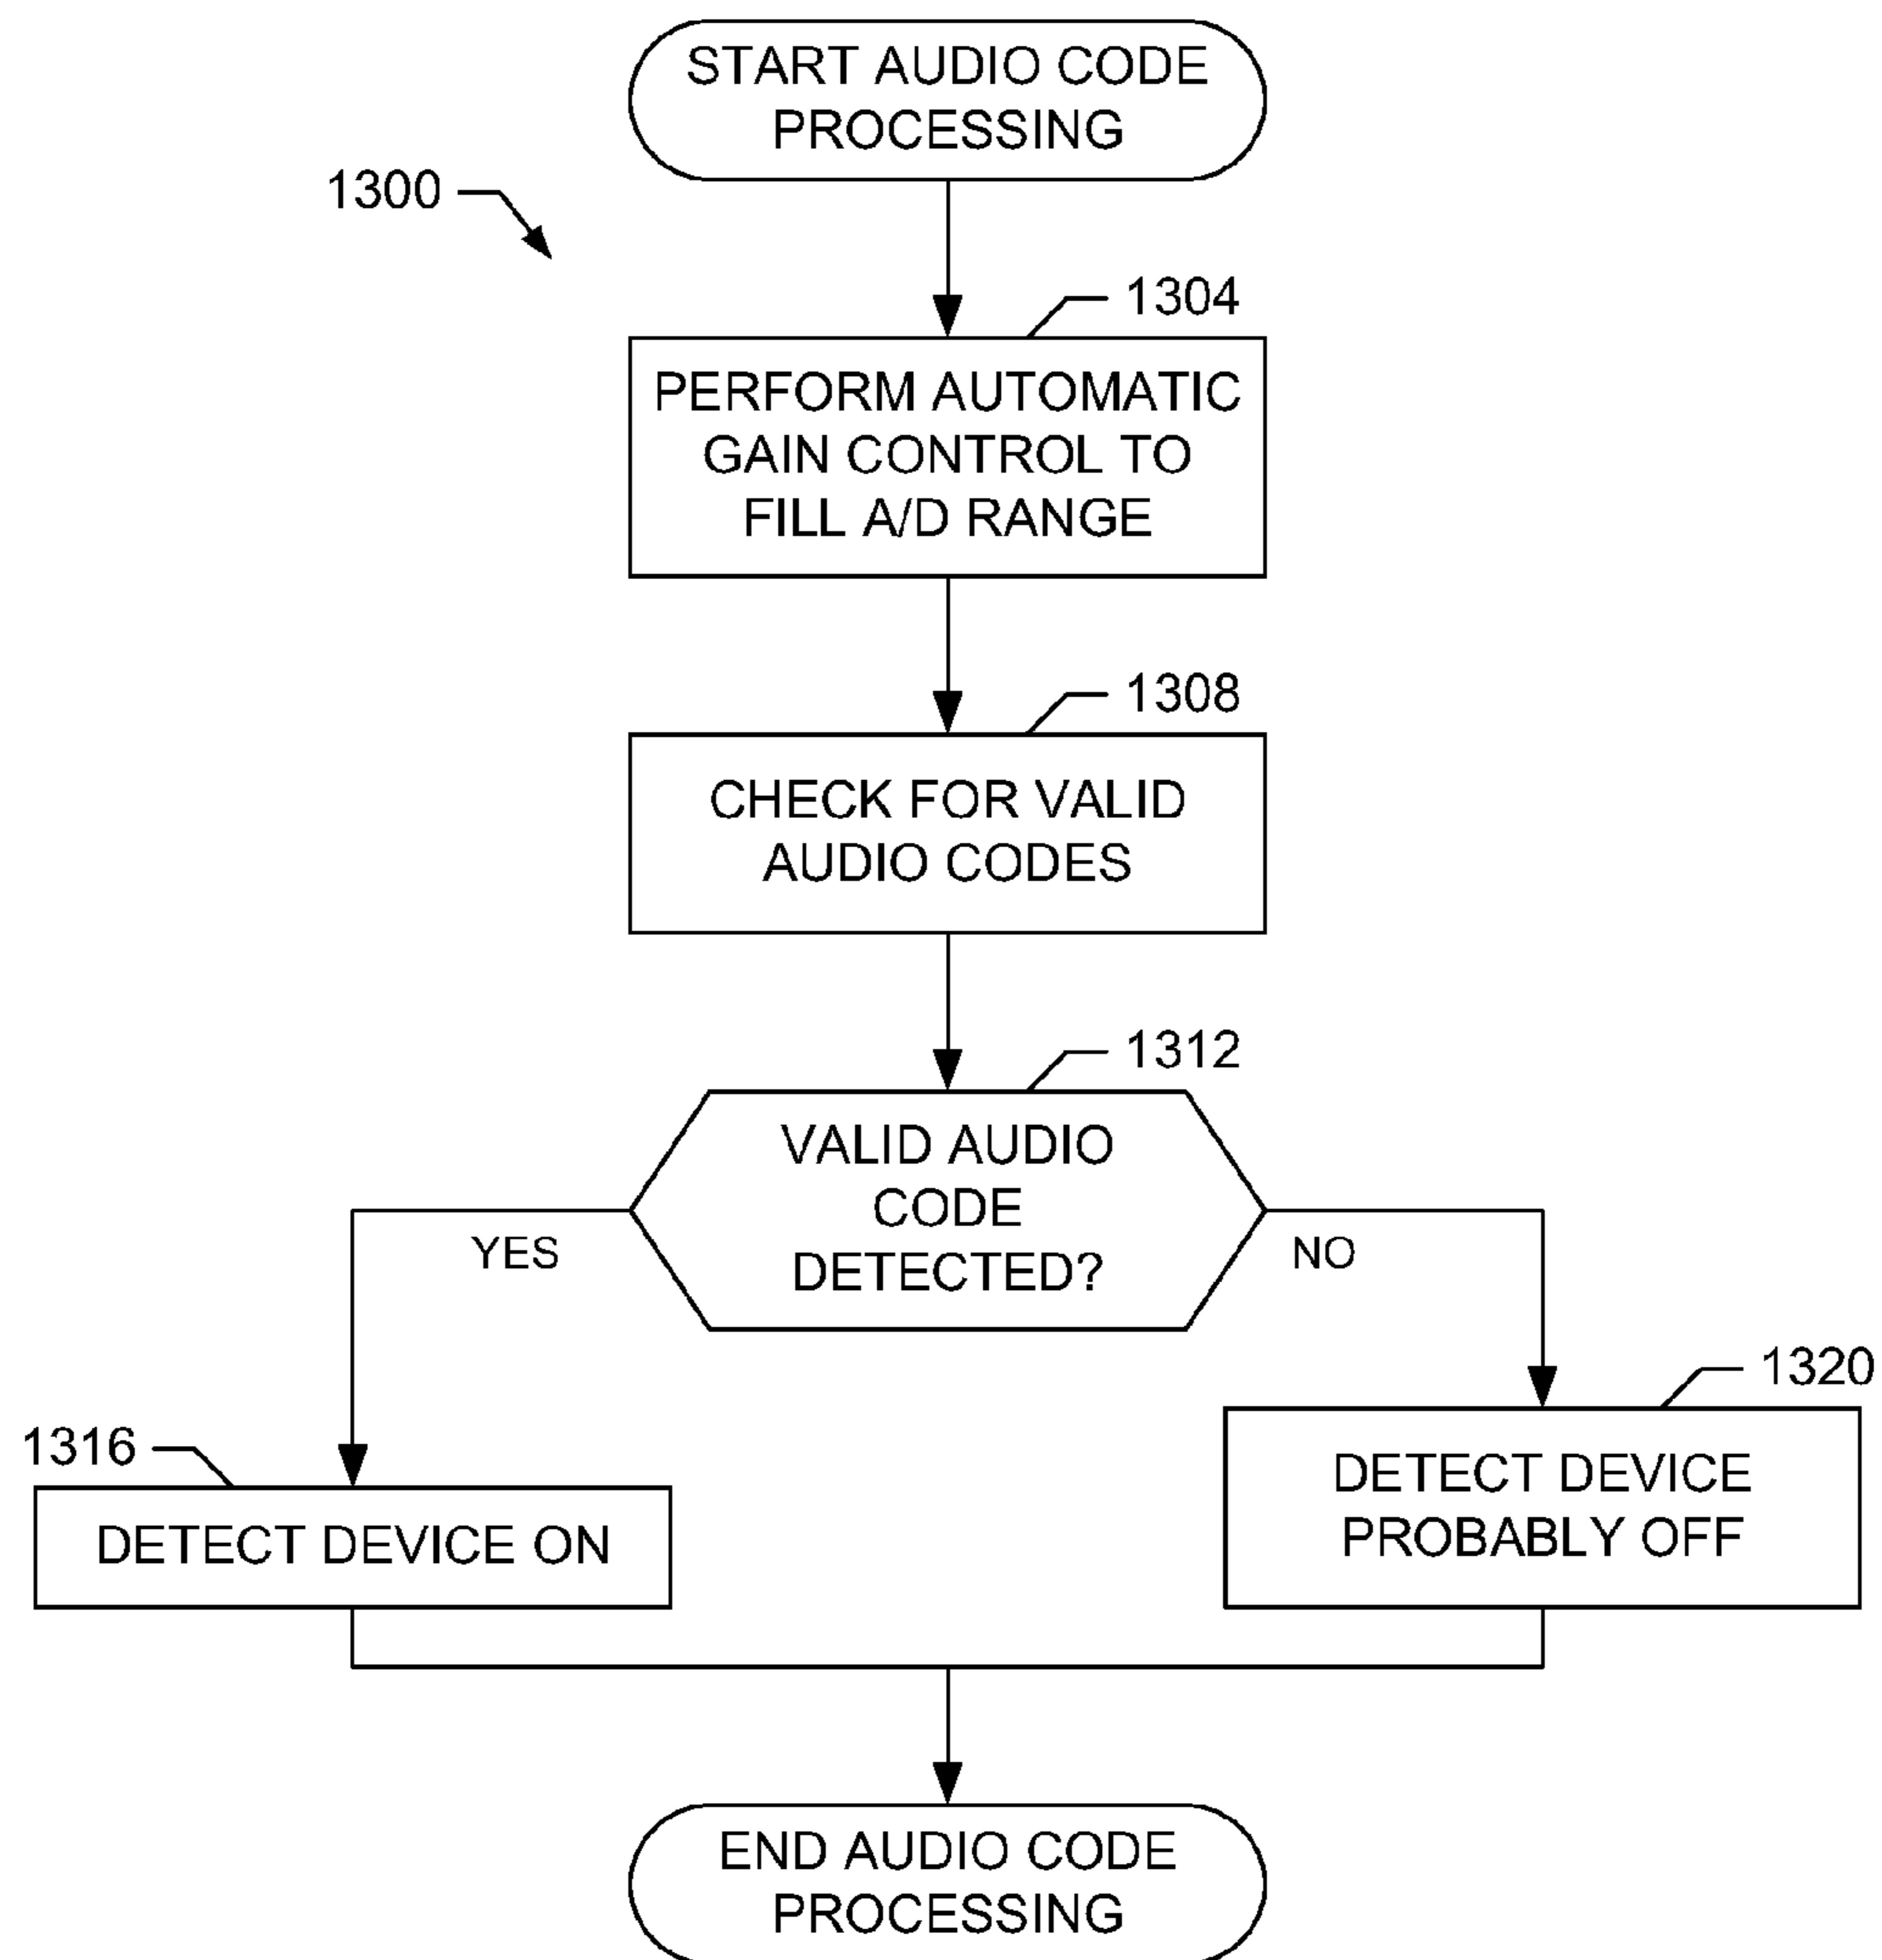 START AUDIO CODE
PROCESSING
1300
1304
PERFORM AUTOMATIC
GAIN CONTROL TO
FILL A/D RANGE
1308
CHECK FOR VALID
AUDIO CODES
1312
VALID AUDIO
CODE
DETECTED?
YES
NO
1320
1316
DETECT DEVICE ON
DETECT DEVICE
PROBABLY OFF
END AUDIO CODE
PROCESSING